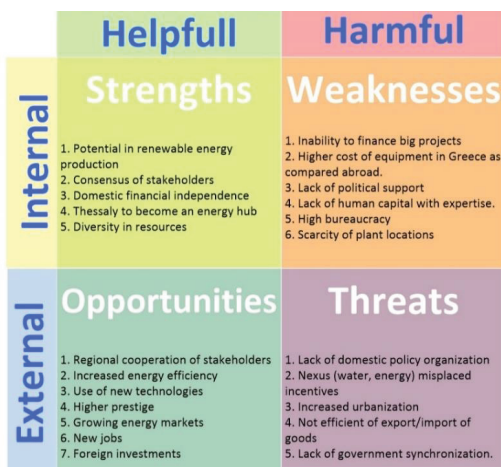 Helpfull
Harmful
Internal
Strengths
1. Potential in renewable energy
production
2. Consensus of stakeholders
3. Domestic financial independence
4. Thessaly to become an energy hub
5. Diversity in resources
Weaknesses
1. Inability to finance big projects
2. Higher cost of equipment in Greece as
compared abroad.
3. Lack of political support
4. Lack of human capital with expertise.
5. High bureaucracy
6. Scarcity of plant locations
External
Opportunities
1. Regional cooperation of stakeholders
2. Increased energy efficiency
3. Use of new technologies
4. Higher prestige
5. Growing energy markets
6. New jobs
7. Foreign investments
Threats
1. Lack of domestic policy organization
2. Nexus (water, energy) misplaced
incentives
3. Increased urbanization
4. Not efficient of export/import of
goods
5. Lack of government synchronization.